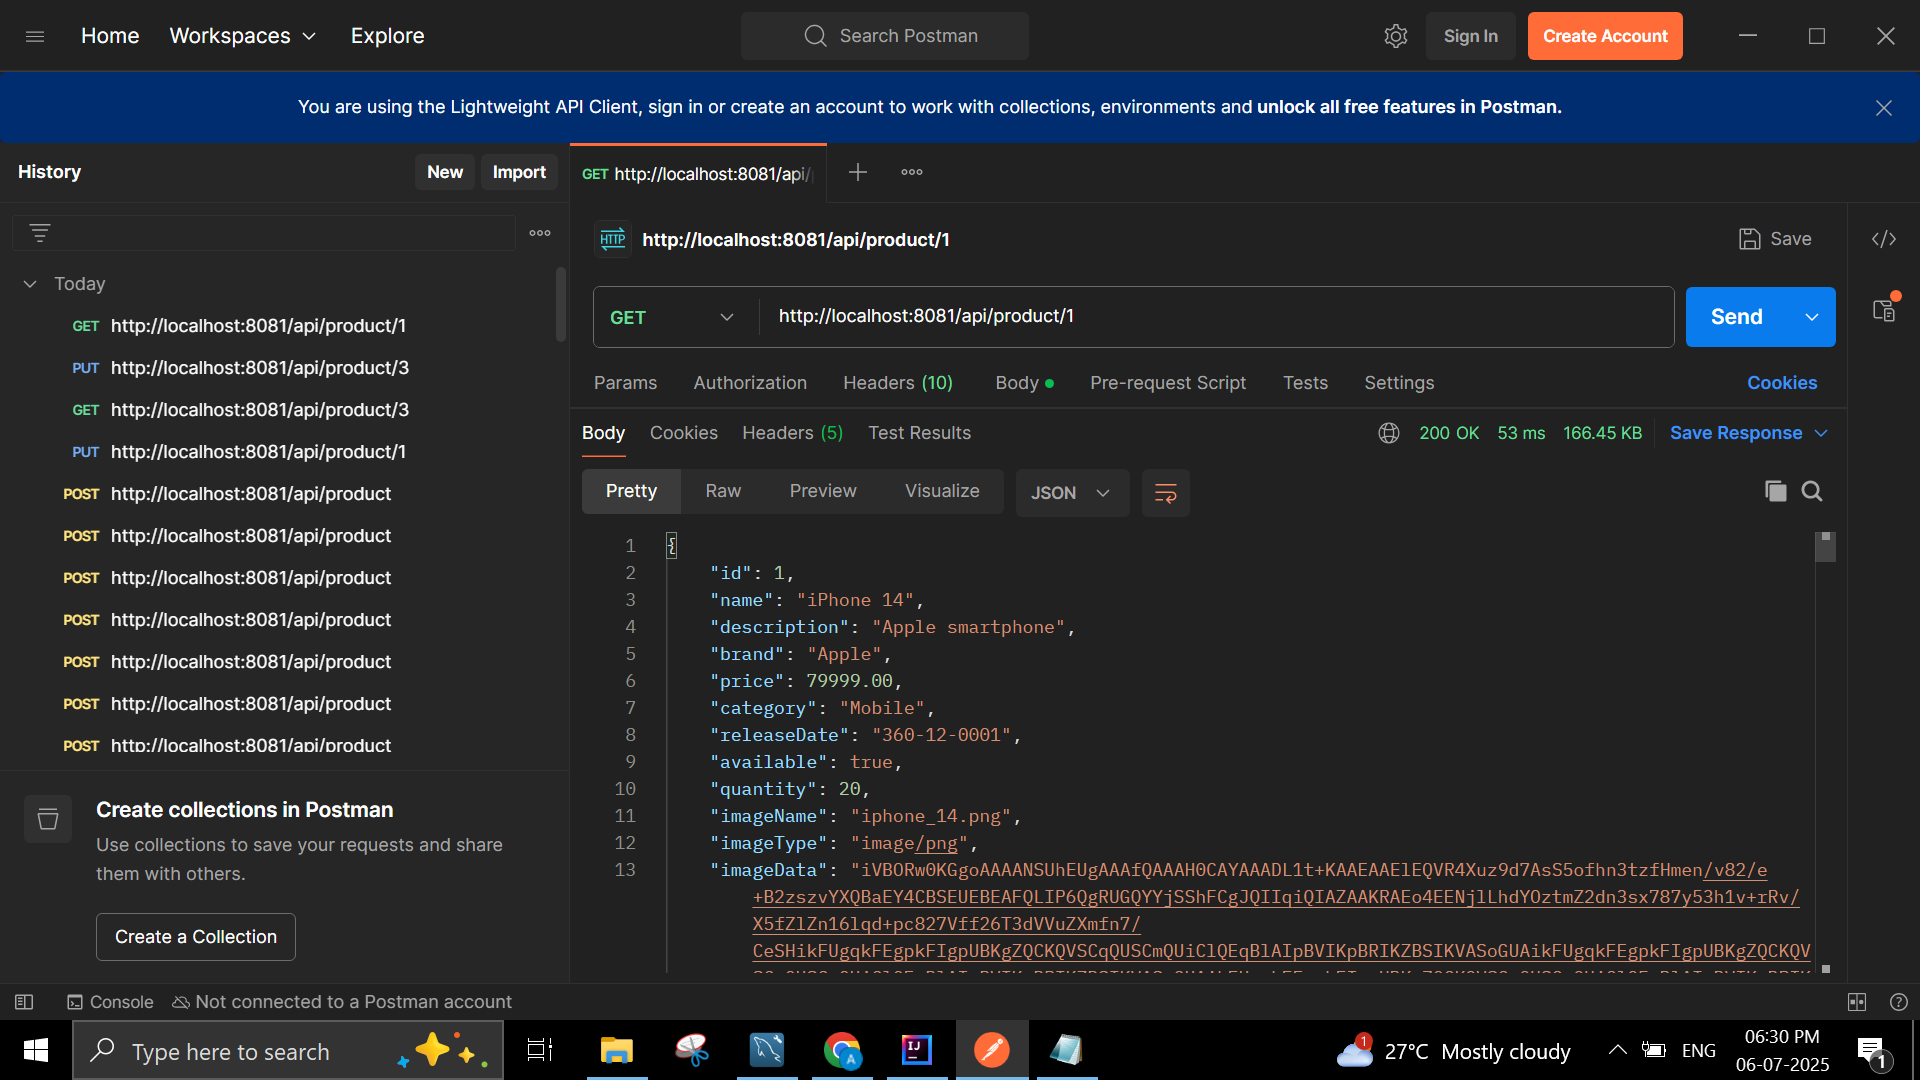 Home Workspaces Explore Search Postman Sign In Create Account
You are using the Lightweight API Client, sign in or create an account to work with collections, environments and unlock all free features in Postman.
History New Import
GET http://localhost:8081/api/
HTTP http://localhost:8081/api/product/1 Save
Today
GET http://localhost:8081/api/product/1
PUT http://localhost:8081/api/product/3
GET http://localhost:8081/api/product/3
PUT http://localhost:8081/api/product/1
POST http://localhost:8081/api/product
POST http://localhost:8081/api/product
POST http://localhost:8081/api/product
POST http://localhost:8081/api/product
POST http://localhost:8081/api/product
POST http://localhost:8081/api/product
POST http://localhost:8081/api/product
Create collections in Postman
Use collections to save your requests and share
them with others.
Create a Collection
GET http://localhost:8081/api/product/1 Send
Params Authorization Headers (10) Body Pre-request Script Tests Settings Cookies
Body Cookies Headers (5) Test Results 200 OK 53 ms 166.45 KB Save Response
Pretty Raw Preview Visualize JSON
1 {
2 "id": 1,
3 "name": "iPhone 14",
4 "description": "Apple smartphone",
5 "brand": "Apple",
6 "price": 79999.00,
7 "category": "Mobile",
8 "releaseDate": "360-12-0001",
9 "available": true,
10 "quantity": 20,
11 "imageName": "iphone_14.png",
12 "imageType": "image/png",
13 "imageData": "iVBORw0KGgoAAAANSUhEUgAAAfQAAAH0CAYAAADL1t+KAAEAAElEQVR4Xuz9d7AsS5ofhn3tzfHmen/v82/e
+B2zszvYXQBaEY4CBSEUEBEAFQLIP6QgRUGQYYjSShFCgJQIIqiQIAZAAKRAEo4EENjlLhdYOztmZ2dn3sx787y53h1v+rRv/
X5fZlZn16lqd+pc827Vff26T3dVVuZXmfn7/
CeSHikFUgqkFEgpkFIgpUBKgZQCKQVSCqQUSCmQUiClQEqBlAIpBVIKpBRIKZBSIKVASoGUAikFUgqkFEgpkFIgpUBKgZQCKQV
Console Not connected to a Postman account
Type here to search 1 27°C Mostly cloudy ENG 06:30 PM
06-07-2025 1